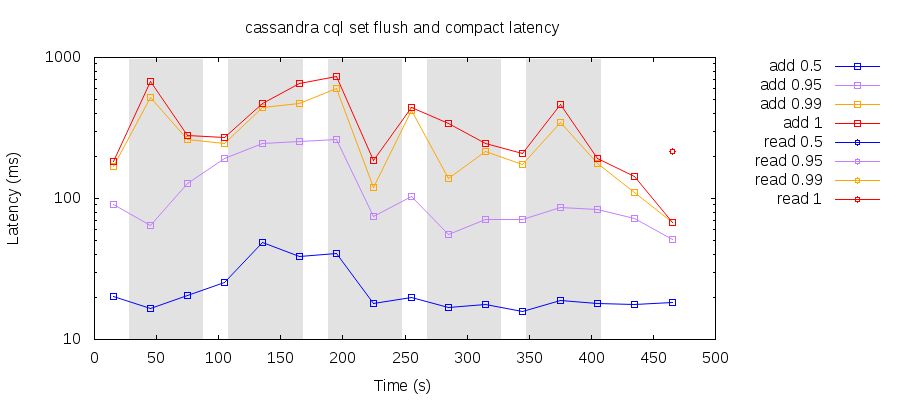 cassandra cql set flush and compact latency
1000
100
10
Latency (ms)
0 50 100 150 200 250 300 350 400 450 500
Time (s)
add 0.5
add 0.95
add 0.99
add 1
read 0.5
read 0.95
read 0.99
read 1